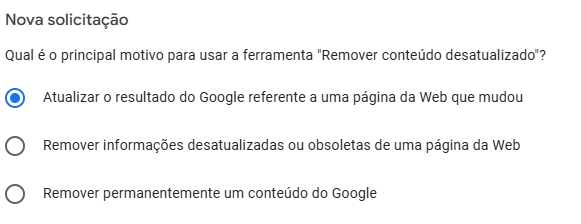 Nova solicitação
Qual é o principal motivo para usar a ferramenta "Remover conteúdo desatualizado"?
Atualizar o resultado do Google referente a uma página da Web que mudou
Remover informações desatualizadas ou obsoletas de uma página da Web
Remover permanentemente um conteúdo do Google